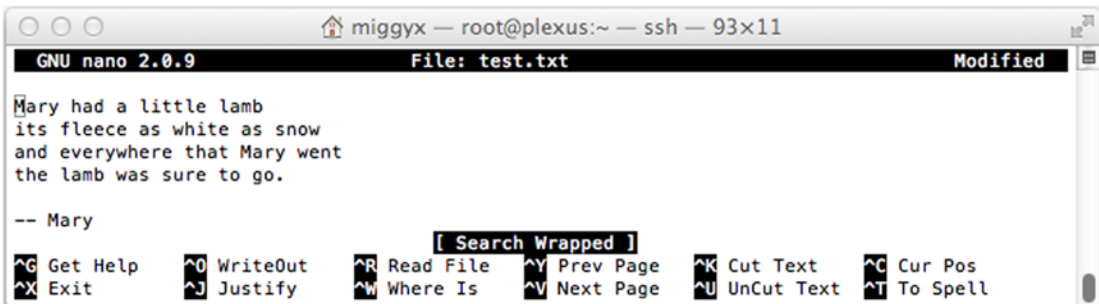 miggyx — root@plexus:~ — ssh — 93×11
GNU nano 2.0.9 File: test.txt Modified
Mary had a little lamb
its fleece as white as snow
and everywhere that Mary went
the lamb was sure to go.
-- Mary
[ Search Wrapped ]
^G Get Help ^O WriteOut ^R Read File ^Y Prev Page ^K Cut Text ^C Cur Pos
^X Exit ^J Justify ^W Where Is ^V Next Page ^U UnCut Text ^T To Spell